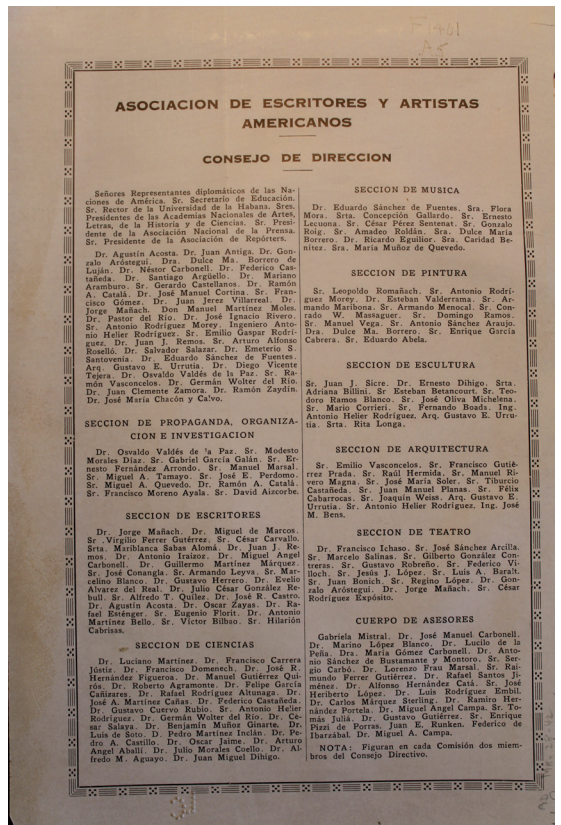 F1401
A5
ASOCIACION DE ESCRITORES Y ARTISTAS
AMERICANOS
CONSEJO DE DIRECCION
Señores Representantes diplomáticos de las Na-
ciones de América. Sr. Secretario de Educación.
Sr. Rector de la Universidad de la Habana. Sres.
Presidentes de las Academias Nacionales de Artes,
Letras, de la Historia y de Ciencias. Sr. Presi-
dente de la Asociación Nacional de la Prensa.
Sr. Presidente de la Asociación de Repórters.
Dr. Agustín Acosta. Dr. Juan Antiga. Dr. Gon-
zalo Aróstegui. Dra. Dulce Ma. Borrero de
Luján. Dr. Néstor Carbonell. Dr. Federico Cas-
tañeda. Dr. Santiago Argüello. Dr. Mariano
Aramburo. Sr. Gerardo Castellanos. Dr. Ramón
A. Catalá. Dr. José Manuel Cortina. Sr. Fran-
cisco Gómez. Dr. Juan Jerez Villarreal. Dr.
Jorge Mañach. Don Manuel Martínez Moles.
Dr. Pastor del Río. Dr. José Ignacio Rivero.
Sr. Antonio Rodríguez Morey. Ingeniero Anto-
nio Helier Rodríguez. Sr. Emilio Gaspar Rodrí-
guez. Dr. Juan J. Remos. Sr. Arturo Alfonso
Roselló. Dr. Salvador Salazar. Dr. Emeterio S.
Santovenia. Dr. Eduardo Sánchez de Fuentes.
Arq. Gustavo E. Urrutia. Dr. Diego Vicente
Tejera. Dr. Osvaldo Valdés de la Paz. Sr. Ra-
món Vasconcelos. Dr. Germán Wolter del Río.
Dr. Juan Clemente Zamora. Dr. Ramón Zaydín.
Dr. José María Chacón y Calvo.
SECCION DE PROPAGANDA, ORGANIZA-
CION E INVESTIGACION
Dr. Osvaldo Valdés de la Paz. Sr. Modesto
Morales Díaz. Sr. Gabriel García Galán. Sr. Er-
nesto Fernández Arrondo. Sr. Manuel Marsal.
Sr. Miguel A. Tamayo. Sr. José E. Perdomo.
Sr. Miguel A. Quevedo. Dr. Ramón A. Catalá.
Sr. Francisco Moreno Ayala. Sr. David Aizcorbe.
SECCION DE ESCRITORES
Dr. Jorge Mañach. Dr. Miguel de Marcos.
Sr. Virgilio Ferrer Gutérrez. Sr. César Carvallo.
Srta. Mariblanca Sabas Alomá. Dr. Juan J. Re-
mos. Dr. Antonio Iraizoz. Dr. Miguel Angel
Carbonell. Dr. Guillermo Martínez Márquez.
Sr. José Conangla. Sr. Armando Leyva. Sr. Mar-
celino Blanco. Dr. Gustavo Herrero. Dr. Evelio
Alvarez del Real. Dr. Julio César González Re-
bull. Sr. Alfredo T. Quílez. Dr. José R. Castro.
Dr. Agustín Acosta. Dr. Oscar Zayas. Dr. Ra-
fael Esténger. Sr. Eugenio Florit. Dr. Antonio
Martínez Bello. Sr. Víctor Bilbao. Sr. Hilarión
Cabrisas.
SECCION DE CIENCIAS
Dr. Luciano Martínez. Dr. Francisco Carrera
Jústiz. Dr. Francisco Domenech. Dr. José R.
Hernández Figueroa. Dr. Manuel Gutiérrez Qui-
rós. Dr. Roberto Agramonte. Dr. Felipe García
Cañizares. Dr. Rafael Rodríguez Altunaga. Dr.
José A. Martínez Cañas. Dr. Federico Castañeda.
Dr. Gustavo Cuervo Rubio. Sr. Antonio Helier
Rodríguez. Dr. Germán Wolter del Río. Dr. Cé-
sar Salaya. Dr. Benjamín Muñoz Ginarte. Dr.
Luis de Soto. D. Pedro Martínez Inclán. Dr. Pe-
dro A. Castillo. Dr. Oscar Jaime. Dr. Arturo
Angel Aballí. Dr. Julio Morales Coello. Dr. Al-
fredo M. Aguayo. Dr. Juan Miguel Dihigo.
SECCION DE MUSICA
Dr. Eduardo Sánchez de Fuentes. Sra. Flora
Mora. Srta. Concepción Gallardo. Sr. Ernesto
Lecuona. Sr. César Pérez Sentenat. Sr. Gonzalo
Roig. Sr. Amadeo Roldán. Sra. Dulce María
Borrero. Dr. Ricardo Eguilior. Sra. Caridad Be-
nítez. Sra. María Muñoz de Quevedo.
SECCION DE PINTURA
Sr. Leopoldo Romañach. Sr. Antonio Rodrí-
guez Morey. Dr. Esteban Valderrama. Sr. Ar-
mando Maribona. Sr. Armando Menocal. Sr. Con-
rado W. Massaguer. Sr. Domingo Ramos.
Sr. Manuel Vega. Sr. Antonio Sánchez Araujo.
Dra. Dulce Ma. Borrero. Sr. Enrique García
Cabrera. Sr. Eduardo Abela.
SECCION DE ESCULTURA
Sr. Juan J. Sicre. Dr. Ernesto Dihigo. Srta.
Adriana Billini. Sr Esteban Betancourt. Sr. Teo-
doro Ramos Blanco. Sr. José Oliva Michelena.
Sr. Mario Corrieri. Sr. Fernando Boada. Ing.
Antonio Helier Rodríguez. Arq. Gustavo E. Urru-
tia. Srta. Rita Longa.
SECCION DE ARQUITECTURA
Sr. Emilio Vasconcelos. Sr. Francisco Gutié-
rrez Prada. Sr. Raúl Hermida. Sr. Manuel Ri-
vero Magna. Sr. José María Soler. Sr. Tiburcio
Castañeda. Sr. Juan Manuel Planas. Sr. Félix
Cabarrocas. Sr. Joaquín Weiss. Arq. Gustavo E.
Urrutia. Sr. Antonio Helier Rodríguez. Ing. José
M. Bens.
SECCION DE TEATRO
Dr. Francisco Ichaso. Sr. José Sánchez Arcilla.
Sr. Marcelo Salinas. Sr. Gilberto González Con-
treras. Sr. Gustavo Robreño. Sr. Federico Vi-
lloch. Sr. Jesús J. López. Sr. Luis A. Baralt.
Sr. Juan Bonich. Sr. Regino López. Dr. Gon-
zalo Aróstegui. Dr. Jorge Mañach. Sr. César
Rodríguez Expósito.
CUERPO DE ASESORES
Gabriela Mistral. Dr. José Manuel Carbonell.
Dr. Marino López Blanco. Dr. Lucilo de la
Peña. Dra. María Gómez Carbonell. Dr. Anto-
nio Sánchez de Bustamante y Montoro. Sr. Ser-
gio Carbó. Dr. Lorenzo Frau Marsal. Sr. Rai-
mundo Ferrer Gutiérrez. Dr. Rafael Santos Ji-
ménez. Dr. Alfonso Hernández Catá. Sr. José
Heriberto López. Dr. Luis Rodríguez Embil.
Dr. Carlos Márquez Sterling. Dr. Ramiro Her-
nández Portela. Dr. Miguel Angel Campa. Sr. To-
más Juliá. Dr. Gustavo Gutiérrez. Sr. Enrique
Pizzi de Porras. Juan E. Runken. Federico de
Ibarzábal. Dr. Miguel A. Campa.
NOTA: Figuran en cada Comisión dos miem-
bros del Consejo Directivo.